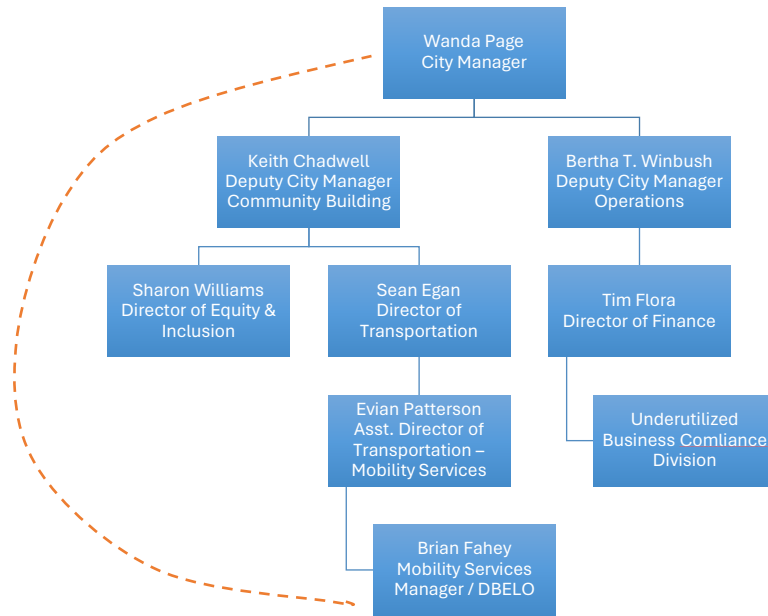 Wanda Page
City Manager
Keith Chadwell
Deputy City Manager
Community Building
Bertha T. Winbush
Deputy City Manager
Operations
Sharon Williams
Director of Equity &
Inclusion
Sean Egan
Director of
Transportation
Tim Flora
Director of Finance
Evian Patterson
Asst. Director of
Transportation –
Mobility Services
Underutilized
Business Comliance
Division
Brian Fahey
Mobility Services
Manager / DBELO